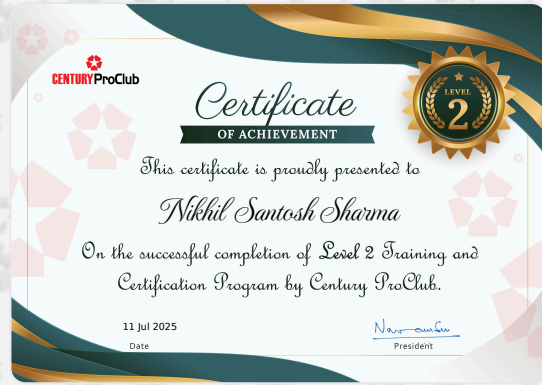 CENTURY ProClub
Certificate
OF ACHIEVEMENT
LEVEL
2
This certificate is proudly presented to
Nikhil Santosh Sharma
On the successful completion of Level 2 Training and
Certification Program by Century ProClub.
11 Jul 2025
Date
President